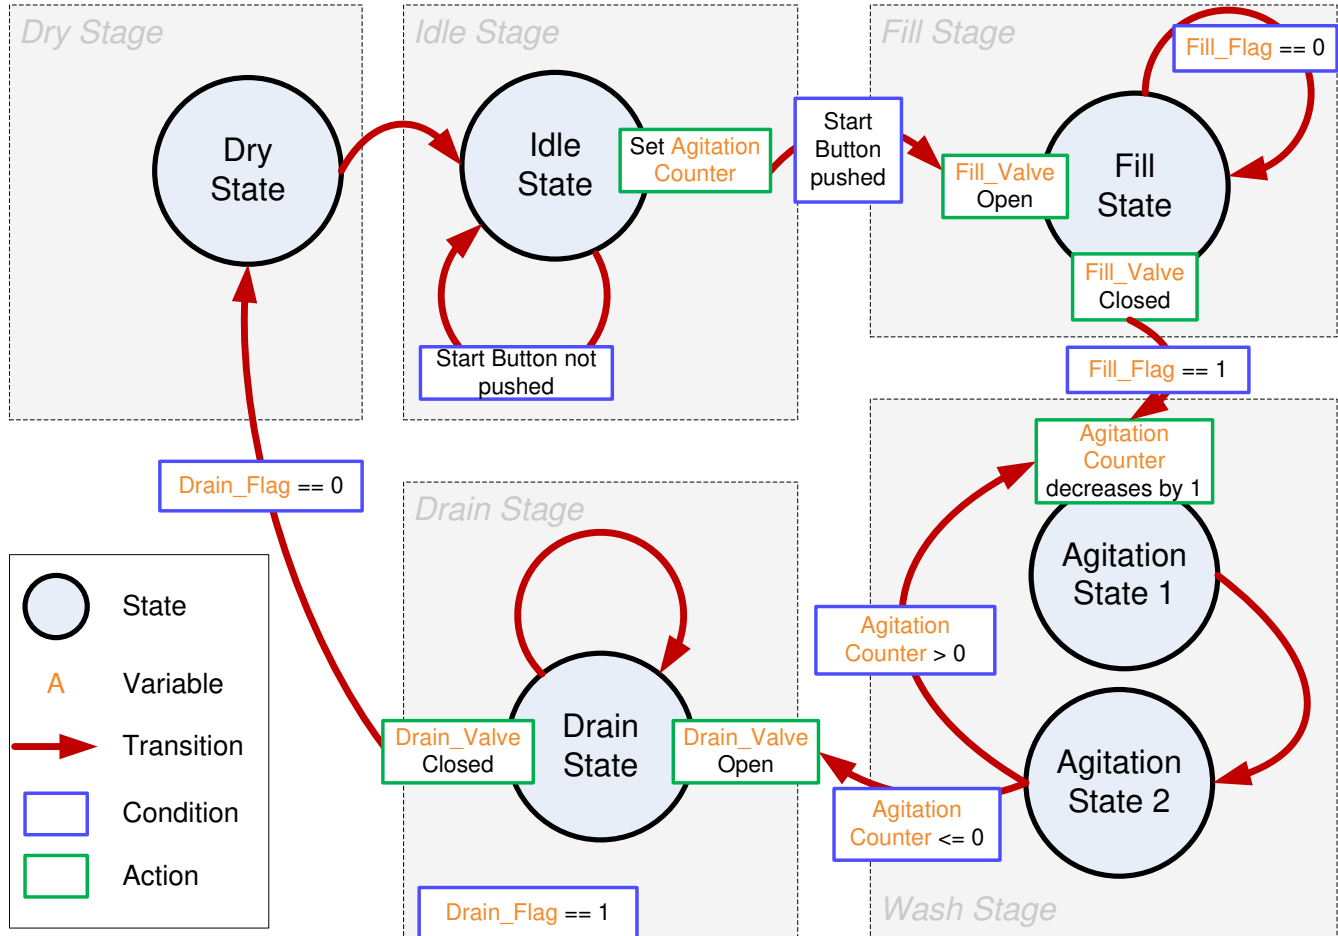 Dry Stage
Dry
State
Idle Stage
Idle
State
Set Agitation
Counter
Start Button not
pushed
Start
Button
pushed
Fill Stage
Fill_Flag == 0
Fill_Valve
Open
Fill
State
Fill_Valve
Closed
Fill_Flag == 1
Agitation
Counter
decreases by 1
Agitation
State 1
Agitation
Counter > 0
Agitation
State 2
Agitation
Counter <= 0
Wash Stage
Drain Stage
Drain_Valve
Closed
Drain
State
Drain_Valve
Open
Drain_Flag == 1
Drain_Flag == 0
State
A Variable
Transition
Condition
Action